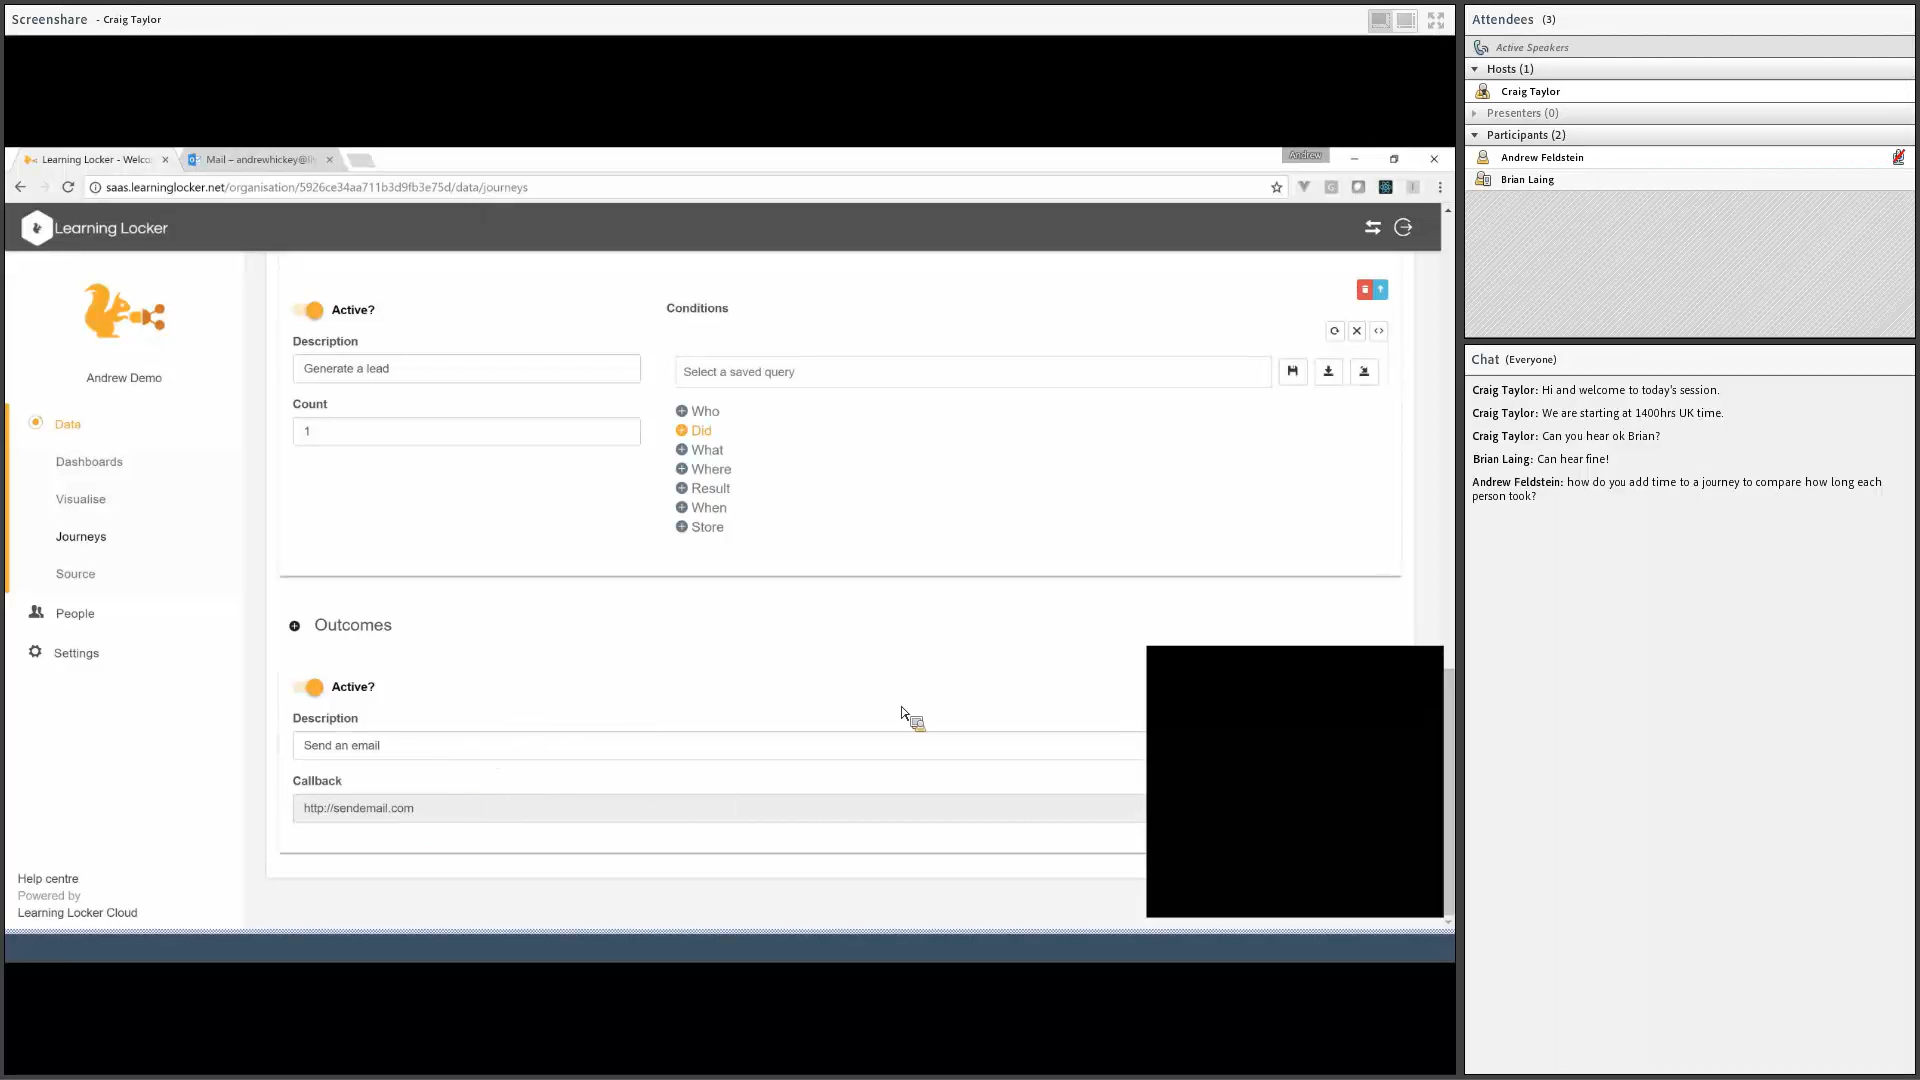 Screenshare - Craig Taylor
Learning Locker - Welco
Mail – andrewhickey@
Andrew
saas.learninglocker.net/organisation/5926ce34aa711b3d9fb3e75d/data/journeys
Learning Locker
Andrew Demo
Data
Dashboards
Visualise
Journeys
Source
People
Settings
Help centre
Powered by
Learning Locker Cloud
Active?
Description
Generate a lead
Count
1
Conditions
Select a saved query
Who
Did
What
Where
Result
When
Store
Outcomes
Active?
Description
Send an email
Callback
http://sendemail.com
Attendees (3)
Active Speakers
Hosts (1)
Craig Taylor
Presenters (0)
Participants (2)
Andrew Feldstein
Brian Laing
Chat (Everyone)
Craig Taylor: Hi and welcome to today's session.
Craig Taylor: We are starting at 1400hrs UK time.
Craig Taylor: Can you hear ok Brian?
Brian Laing: Can hear fine!
Andrew Feldstein: how do you add time to a journey to compare how long each
person took?